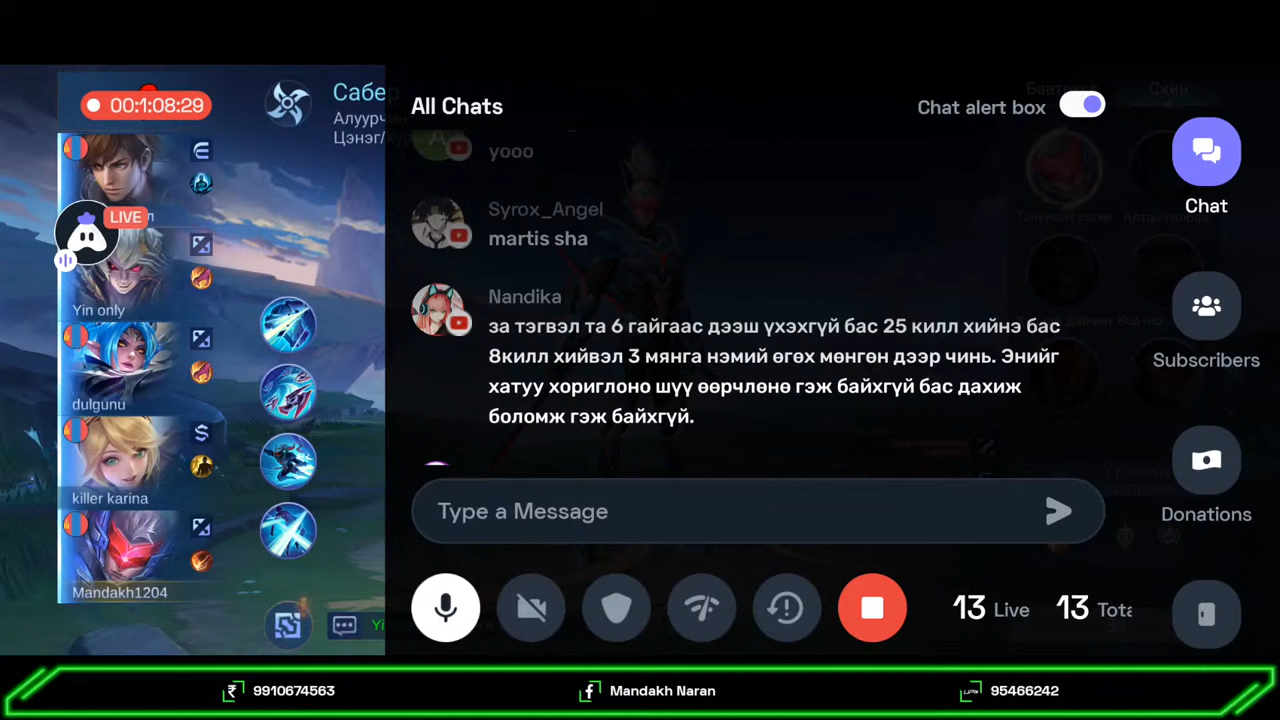 00:1:08:29
Сабер
Алуурчин
Цэнэг/
LIVE
Yin only
dulgunu
killer karina
Mandakh1204
Yi
All Chats
Chat alert box
yooo
Syrox_Angel
martis sha
Nandika
за тэгвэл та 6 гайгаас дээш үхэхгүй бас 25 килл хийнэ бас
8килл хийвэл 3 мянга нэмий өгөх мөнгөн дээр чинь. Энийг
хатуу хориглоно шүү өөрчлөнө гэж байхгүй бас дахиж
боломж гэж байхгүй.
Type a Message
13 Live
13 Tota
Chat
Subscribers
Donations
9910674563
Mandakh Naran
95466242